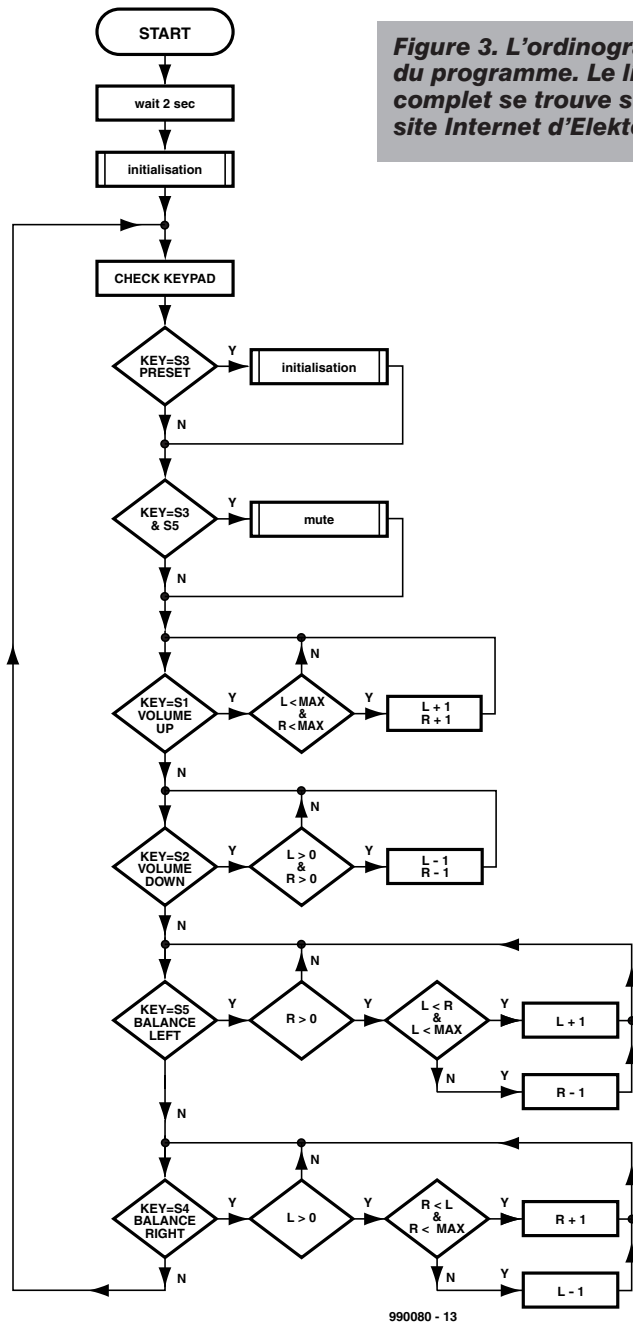 START
Figure 3. L'ordinogra
du programme. Le li
complet se trouve s
site Internet d'Elekto
wait 2 sec
initialisation
CHECK KEYPAD
KEY=S3
PRESET
Y
initialisation
N
KEY=S3
& S5
Y
mute
N
N
KEY=S1
VOLUME
UP
Y
L < MAX
&
R < MAX
Y
L + 1
R + 1
N
N
KEY=S2
VOLUME
DOWN
Y
L > 0
&
R > 0
Y
L - 1
R - 1
N
N
KEY=S5
BALANCE
LEFT
Y
R > 0
Y
L < R
&
L < MAX
Y
L + 1
N
Y
R - 1
N
N
KEY=S4
BALANCE
RIGHT
Y
L > 0
Y
R < L
&
R < MAX
Y
R + 1
N
N
Y
L - 1
990080 - 13